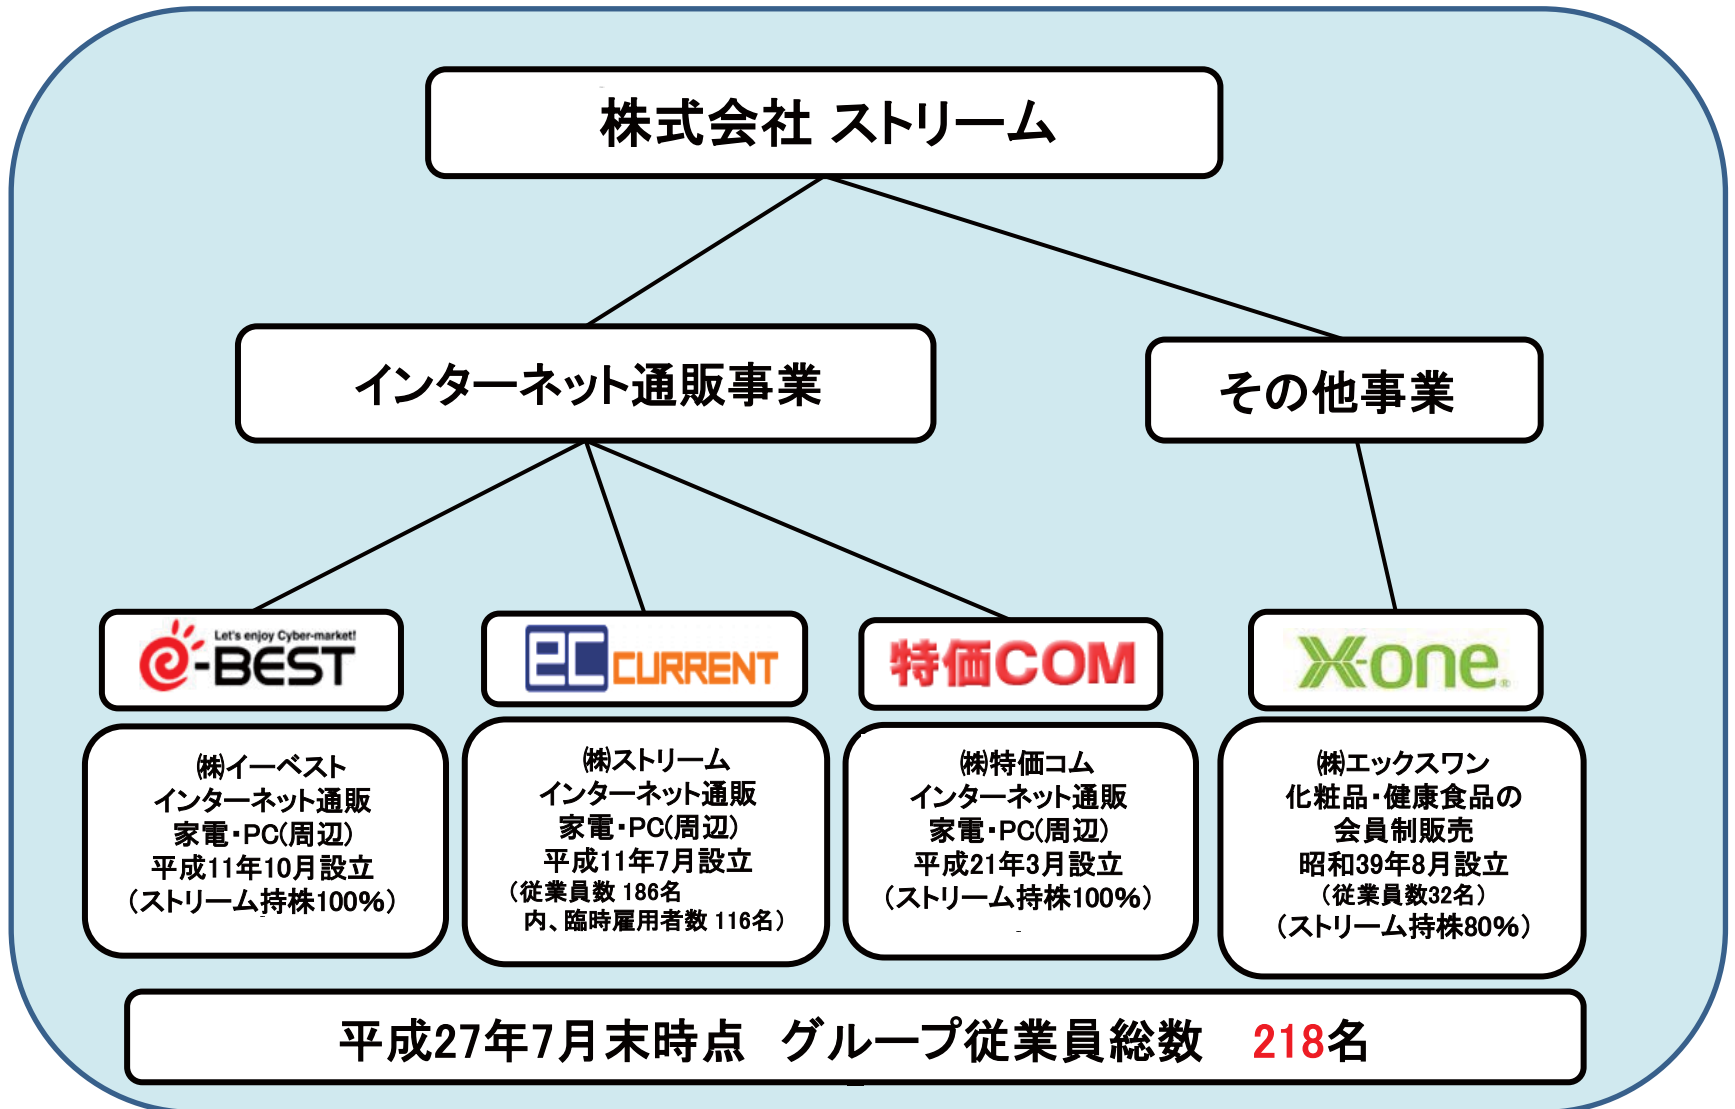 株式会社 ストリーム
インターネット通販事業
その他事業
Let's enjoy Cyber-market!
e-BEST
EC CURRENT
特価COM
X-one®
㈱イーベスト
インターネット通販
家電・PC(周辺)
平成11年10月設立
(ストリーム持株100%)
㈱ストリーム
インターネット通販
家電・PC(周辺)
平成11年7月設立
(従業員数 186名
内、臨時雇用者数 116名)
㈱特価コム
インターネット通販
家電・PC(周辺)
平成21年3月設立
(ストリーム持株100%)
㈱エックスワン
化粧品・健康食品の
会員制販売
昭和39年8月設立
(従業員数32名)
(ストリーム持株80%)
平成27年7月末時点　グループ従業員総数　218名